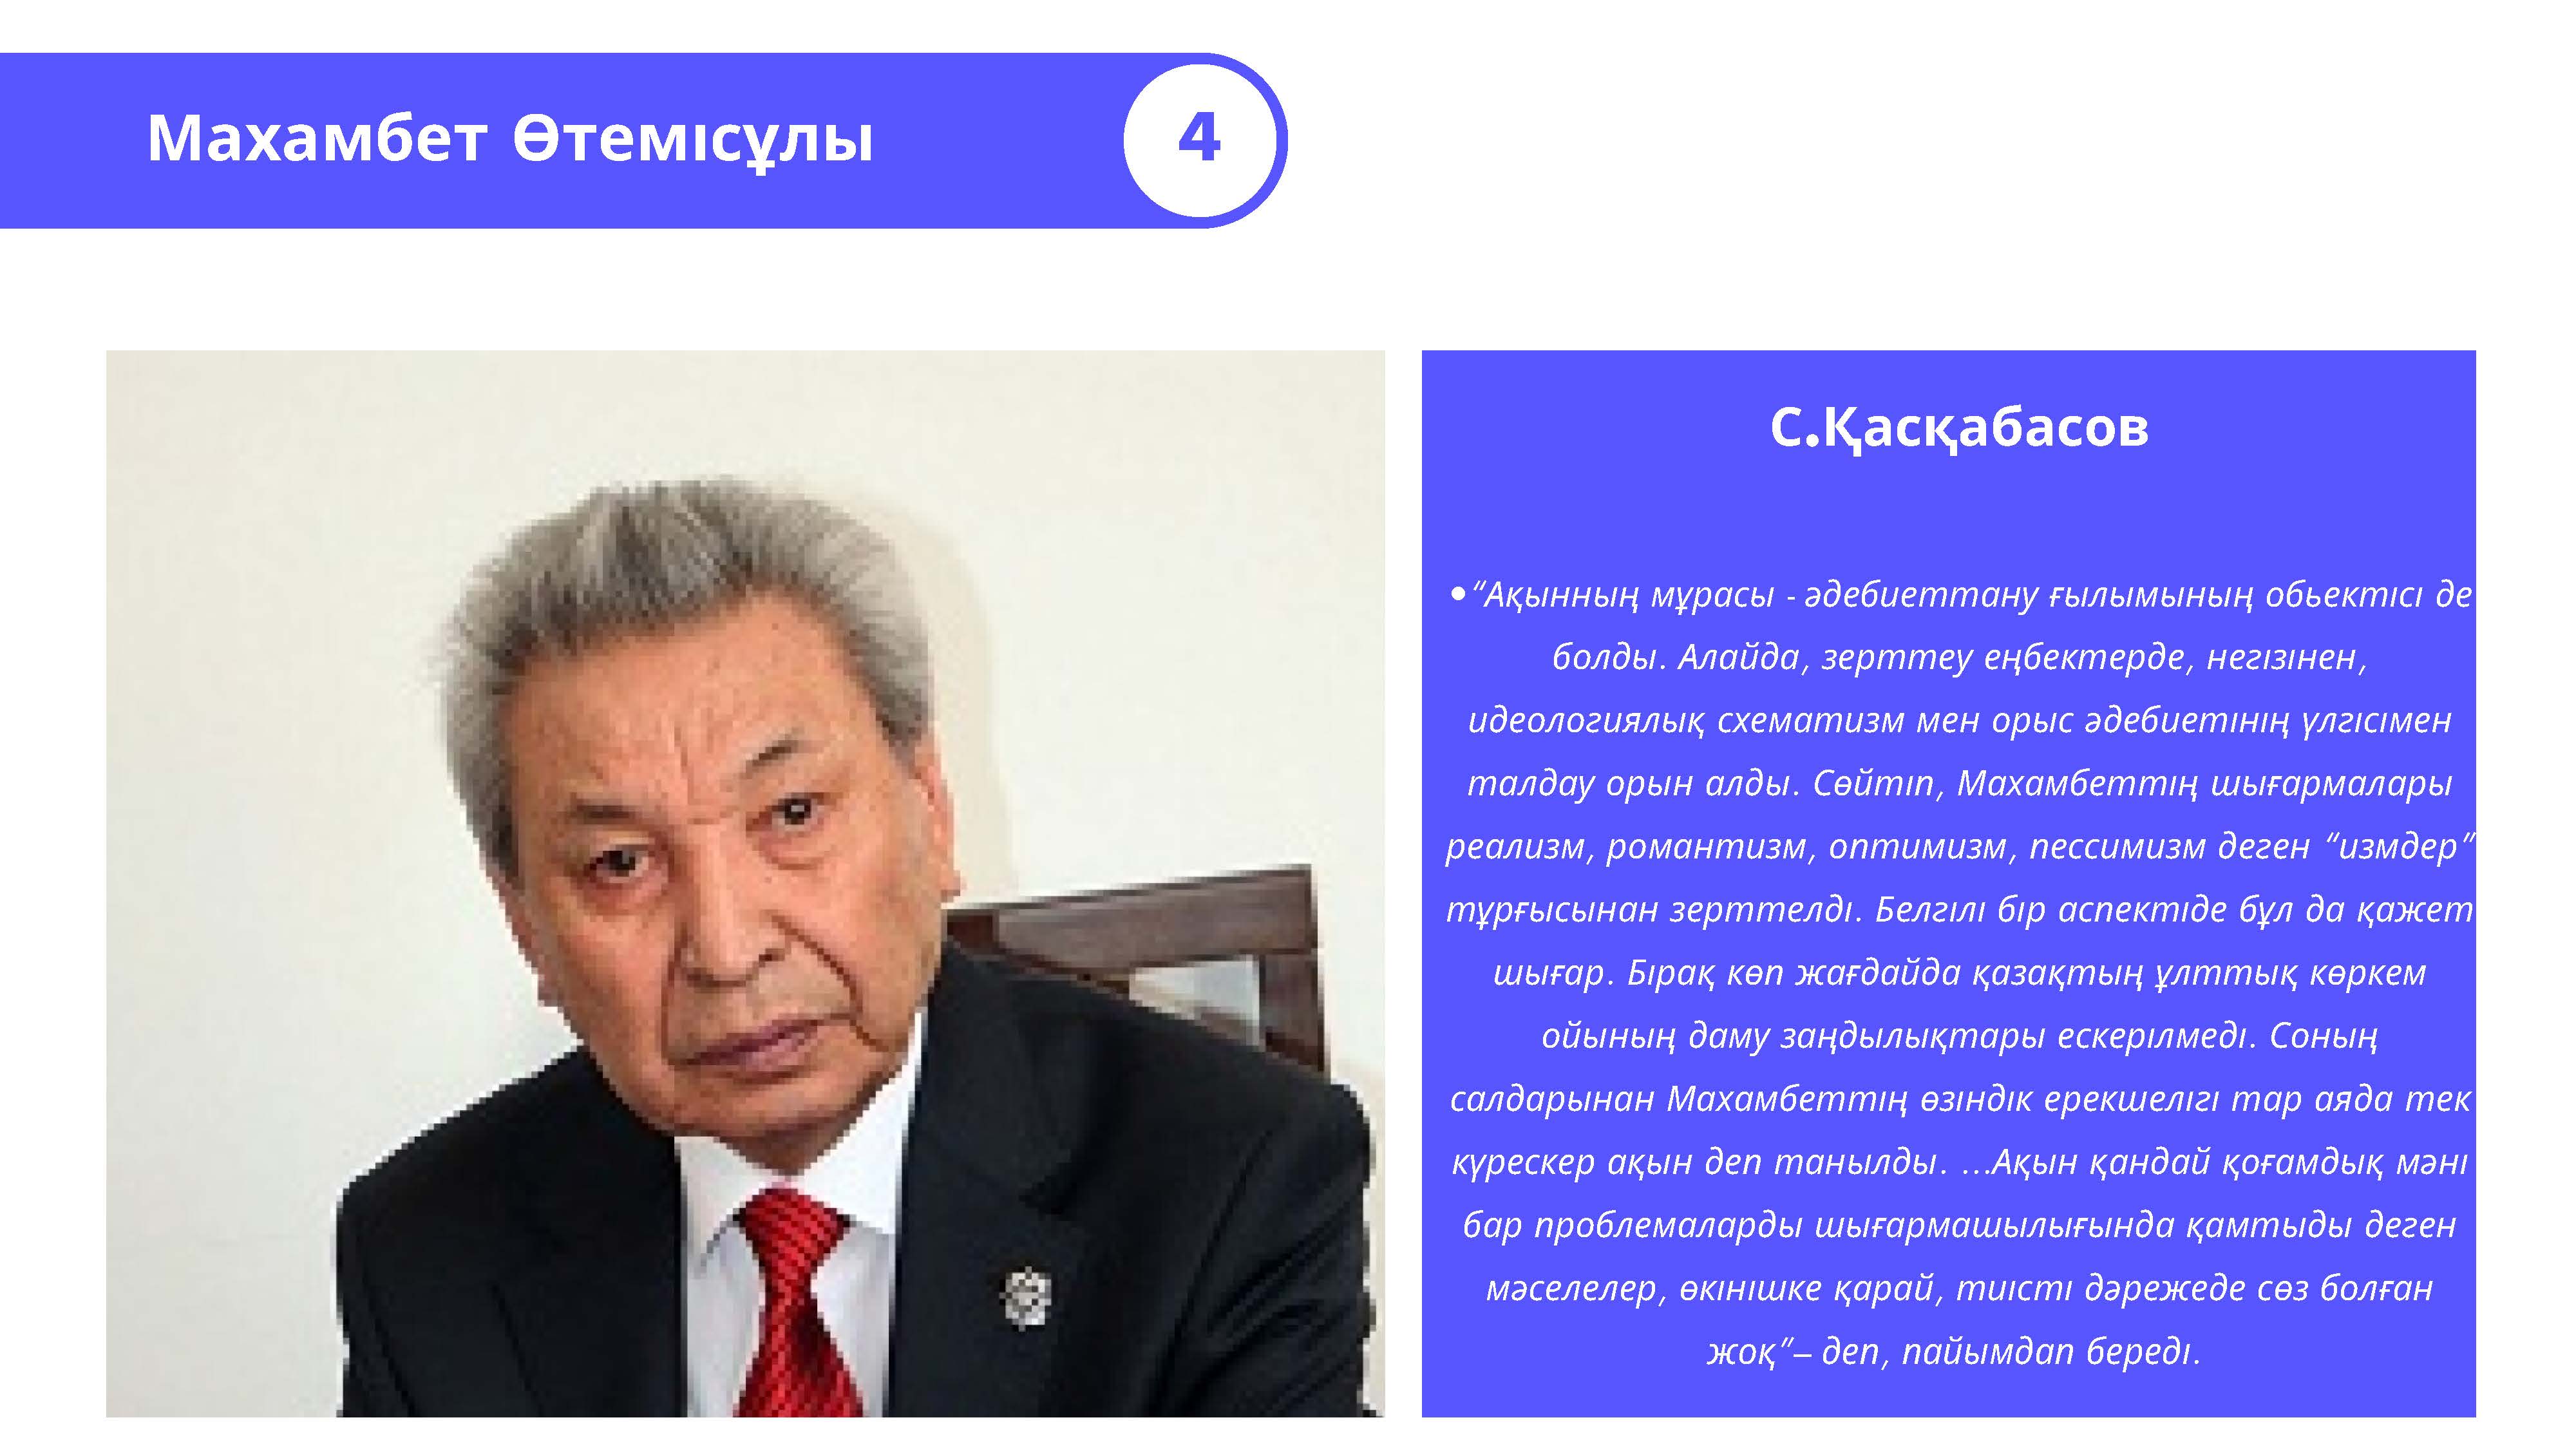 Махамбет Өтемісұлы
4
С.Қасқабасов
•“Ақынның мұрасы - әдебиеттану ғылымының обьектісі де
болды. Алайда, зерттеу еңбектерде, негізінен,
идеологиялық схематизм мен орыс әдебиетінің үлгісімен
талдау орын алды. Сөйтіп, Махамбеттің шығармалары
реализм, романтизм, оптимизм, пессимизм деген “измдер”
тұрғысынан зерттелді. Белгілі бір аспектіде бұл да қажет
шығар. Бірақ көп жағдайда қазақтың ұлттық көркем
ойының даму заңдылықтары ескерілмеді. Соның
салдарынан Махамбеттің өзіндік ерекшелігі тар аяда тек
күрескер ақын деп танылды. ...Ақын қандай қоғамдық мәні
бар проблемаларды шығармашылығында қамтыды деген
мәселелер, өкінішке қарай, тиісті дәрежеде сөз болған
жоқ”– деп, пайымдап береді.